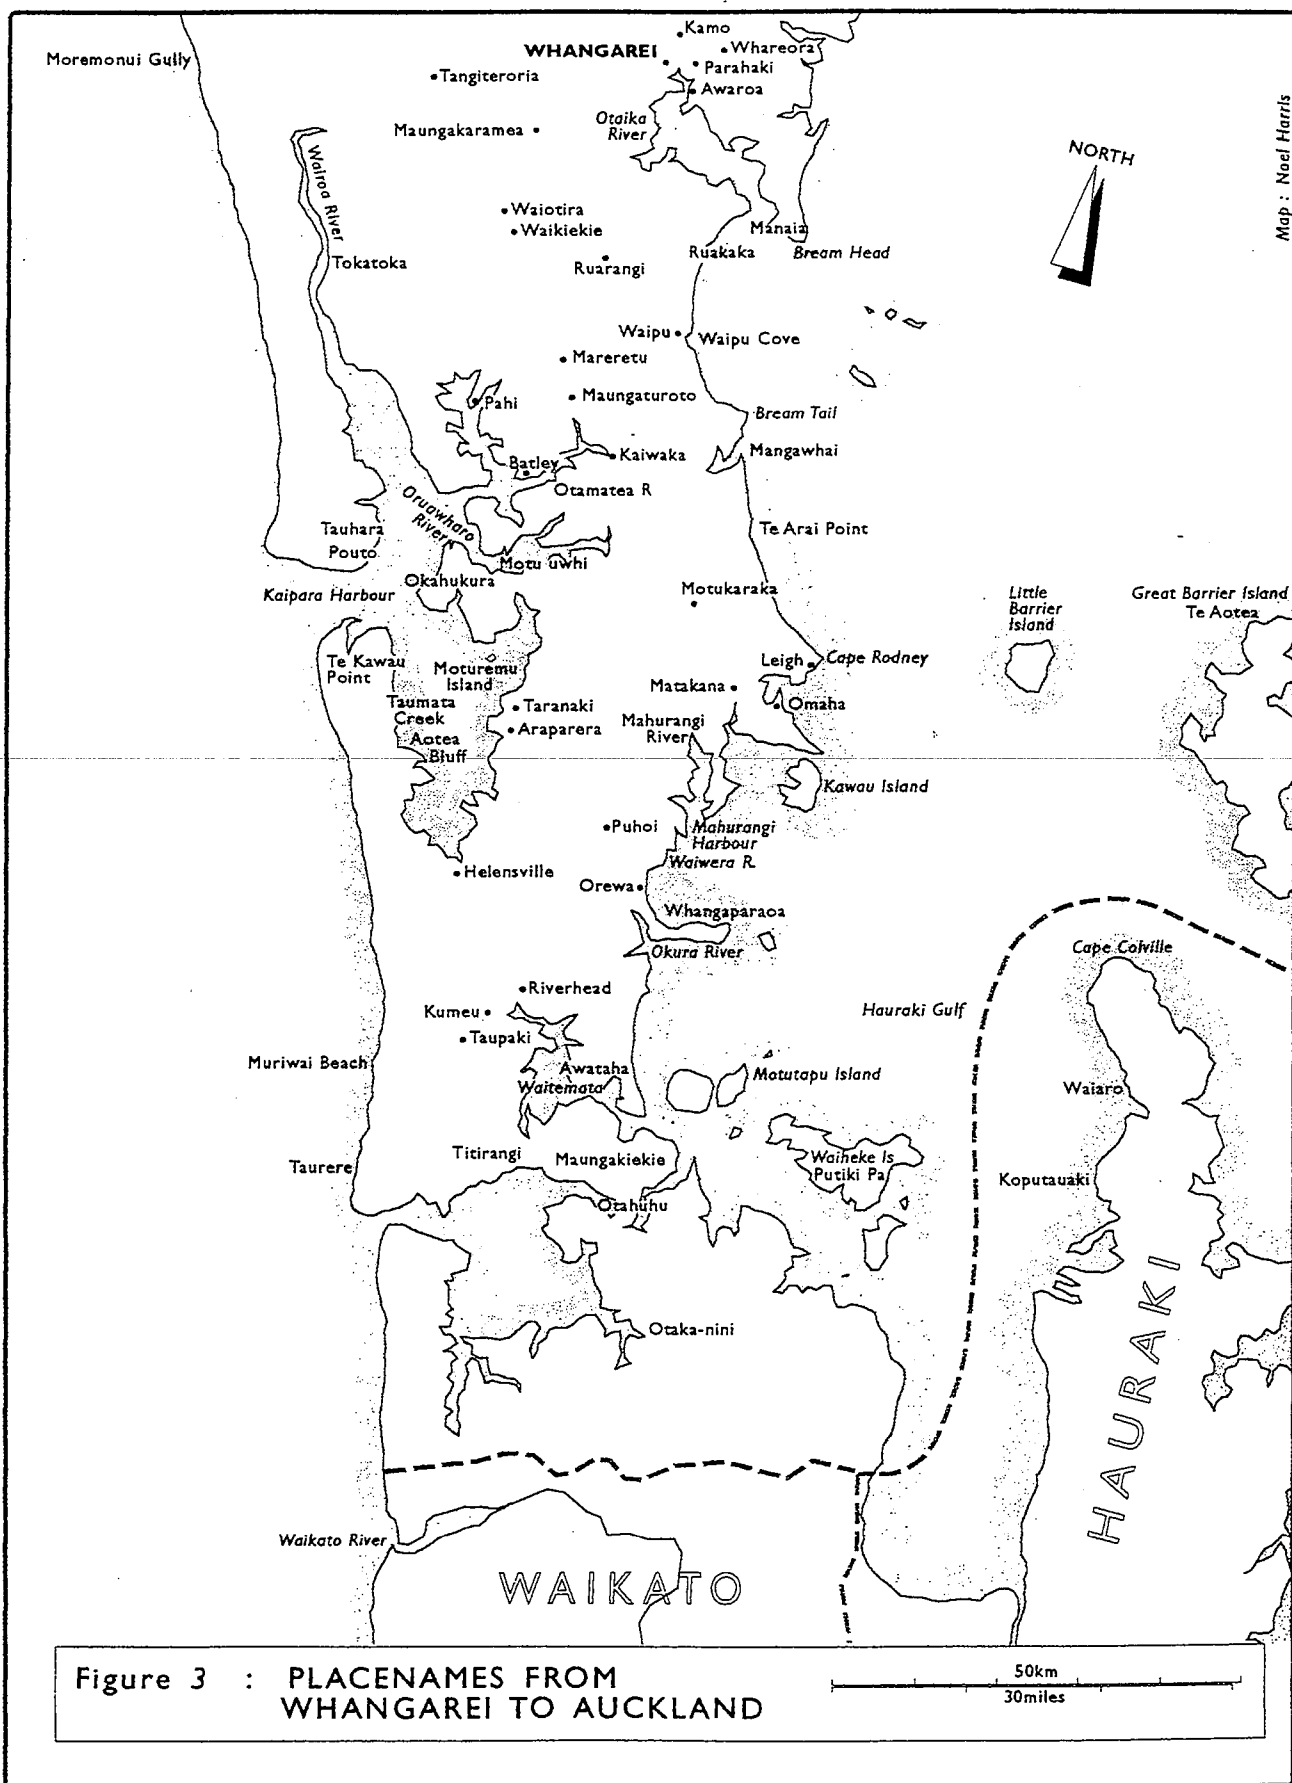 Kamo
WHANGAREI
Whareora
Moremonui Gully
Parahaki
Tangiteroria
Awaroa
Map : Noel Harris
Otaika
River
Maungakaramea
NORTH
Wairoa River
Waiotira
Waikiekie
Manaia
Ruakaka
Bream Head
Tokatoka
Ruarangi
Waipu
Waipu Cove
Mareretu
Maungaturoto
Pahi
Bream Tail
Mangawhai
Kaiwaka
Batley
Otamatea R
Oruawharo
River
Tauhara
Te Arai Point
Pouto
Motu uwhi
Okahukura
Kaipara Harbour
Motukaraka
Little
Barrier
Island
Great Barrier Island
Te Aotea
Te Kawau
Point
Moturemu
Island
Leigh
Cape Rodney
Matakana
Taumata
Creek
Taranaki
Omaha
Mahurangi
River
Araparera
Aotea
Bluff
Kawau Island
Puhoi
Mahurangi
Harbour
Waiwera R.
Helensville
Orewa
Whangaparaoa
Okura River
Cape Colville
Riverhead
Hauraki Gulf
Kumeu
Taupaki
Muriwai Beach
Awataha
Waitemata
Motutapu Island
Waiaro
Titirangi
Maungakiekie
Waiheke Is
Putiki Pa
Taurere
Koputauaki
Otahuhu
HAURAKI
Otaka-nini
Waikato River
WAIKATO
Figure 3 : PLACENAMES FROM
WHANGAREI TO AUCKLAND
50km
30miles